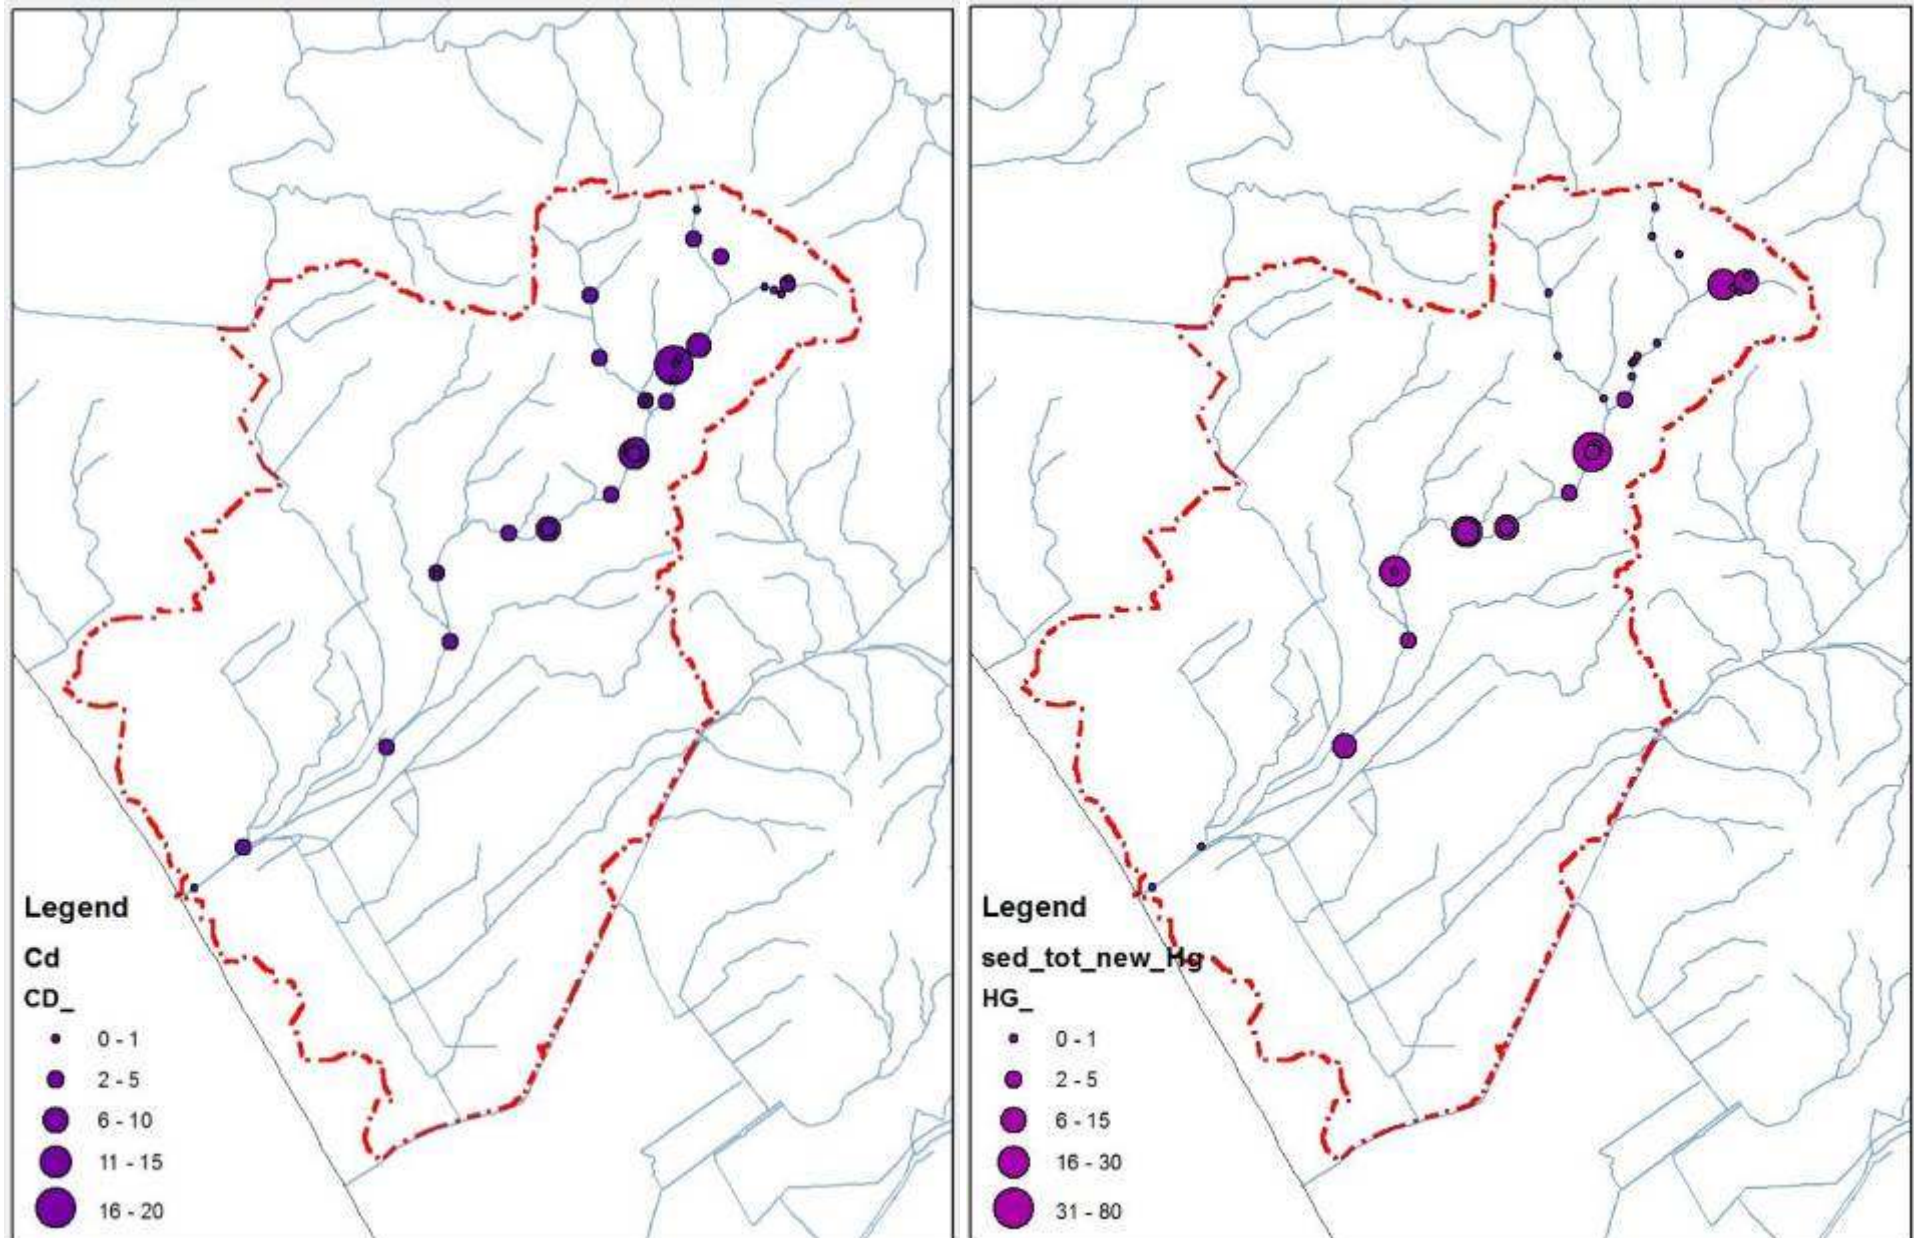 Legend
Cd
CD_
0 - 1
2 - 5
6 - 10
11 - 15
16 - 20
Legend
sed_tot_new_Hg
HG_
0 - 1
2 - 5
6 - 15
16 - 30
31 - 80